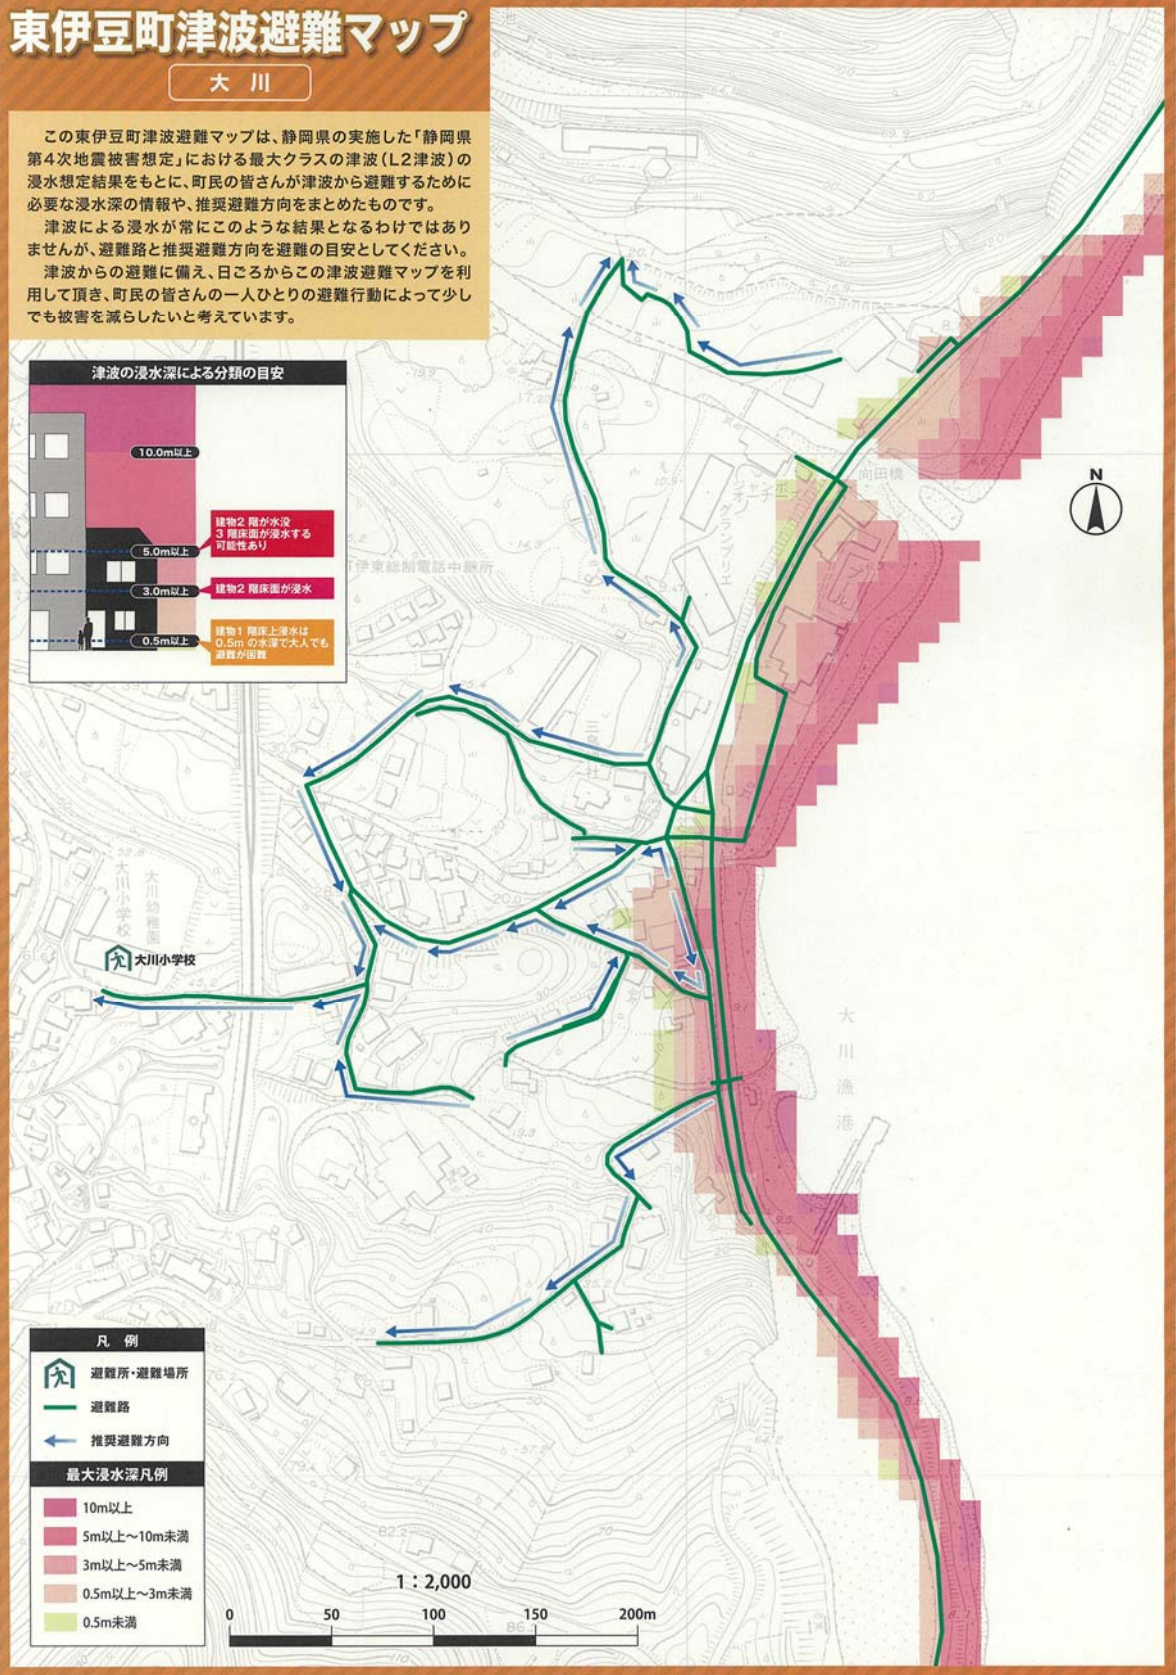 東伊豆町津波避難マップ
大 川
この東伊豆町津波避難マップは、静岡県の実施した「静岡県
第4次地震被害想定」における最大クラスの津波(L2津波)の
浸水想定結果をもとに、町民の皆さんが津波から避難するために
必要な浸水深の情報や、推奨避難方向をまとめたものです。
津波による浸水が常にこのような結果となるわけではあり
ませんが、避難路と推奨避難方向を避難の目安としてください。
津波からの避難に備え、日ごろからこの津波避難マップを利
用して頂き、町民の皆さんの一人ひとりの避難行動によって少し
でも被害を減らしたいと考えています。
津波の浸水深による分類の目安
10.0m以上
建物2 階が水没
3 階床面が浸水する
可能性あり
5.0m以上
3.0m以上
建物2 階床面が浸水
0.5m以上
建物1 階床上浸水は
0.5m の水深で大人でも
避難が困難
N
池
向田橋
伊東総制電話中継所
大川小学校
大川幼稚園
大川小学校
大川漁港
凡 例
避難所・避難場所
避難路
推奨避難方向
最大浸水深凡例
10m以上
5m以上～10m未満
3m以上～5m未満
0.5m以上～3m未満
0.5m未満
1:2,000
0 50 100 150 200m